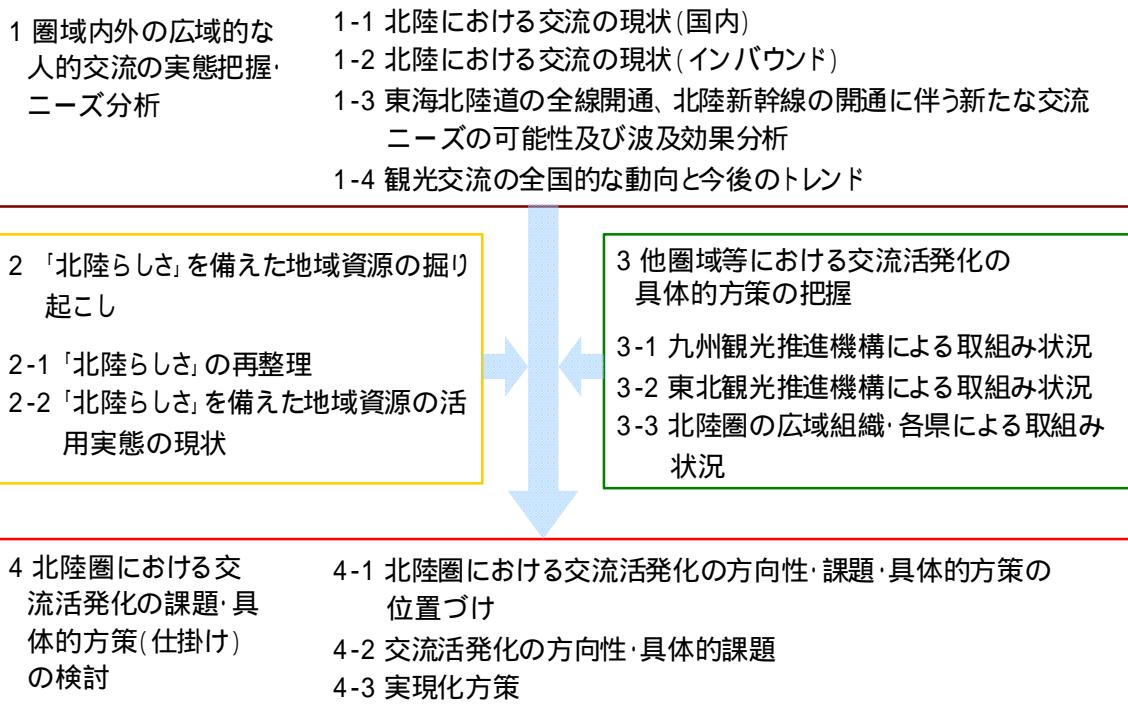 1 圏域内外の広域的な
人的交流の実態把握･
ニーズ分析
1-1 北陸における交流の現状(国内)
1-2 北陸における交流の現状(インバウンド)
1-3 東海北陸道の全線開通、北陸新幹線の開通に伴う新たな交流
ニーズの可能性及び波及効果分析
1-4 観光交流の全国的な動向と今後のトレンド
2 ｢北陸らしさ｣を備えた地域資源の掘り
起こし
2-1｢北陸らしさ｣の再整理
2-2｢北陸らしさ｣を備えた地域資源の活
用実態の現状
3 他圏域等における交流活発化の
具体的方策の把握
3-1 九州観光推進機構による取組み状況
3-2 東北観光推進機構による取組み状況
3-3 北陸圏の広域組織･各県による取組み
状況
4 北陸圏における交
流活発化の課題･具
体的方策(仕掛け)
の検討
4-1 北陸圏における交流活発化の方向性･課題･具体的方策の
位置づけ
4-2 交流活発化の方向性･具体的課題
4-3 実現化方策